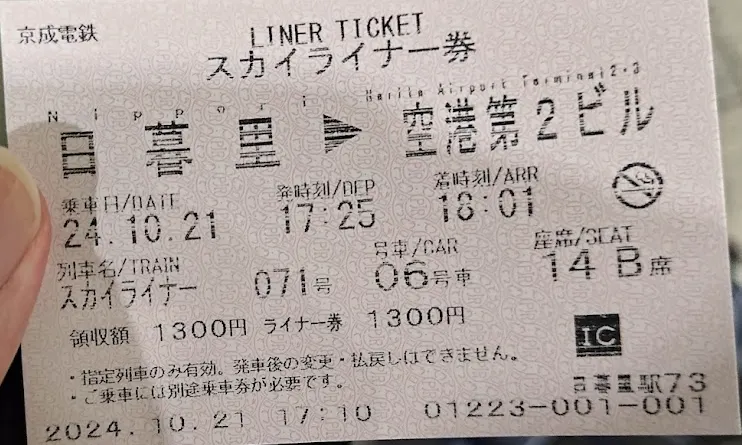 京成電鉄
LINER TICKET
スカイライナー券
Nippori Narita Airport Terminal 2・3
日暮里 ▶ 空港第2ビル
乗車日/DATE 発時刻/DEP 着時刻/ARR
24.10.21 17:25 18:01
列車名/TRAIN 号車/CAR 座席/SEAT
スカイライナー 071号 06号車 14 B席
領収額 1300円 ライナー券 1300円
IC
・指定列車のみ有効。発車後の変更・払戻しはできません。
・ご乗車には別途乗車券が必要です。
日暮里駅73
2024.10.21 17:10 01223-001-001